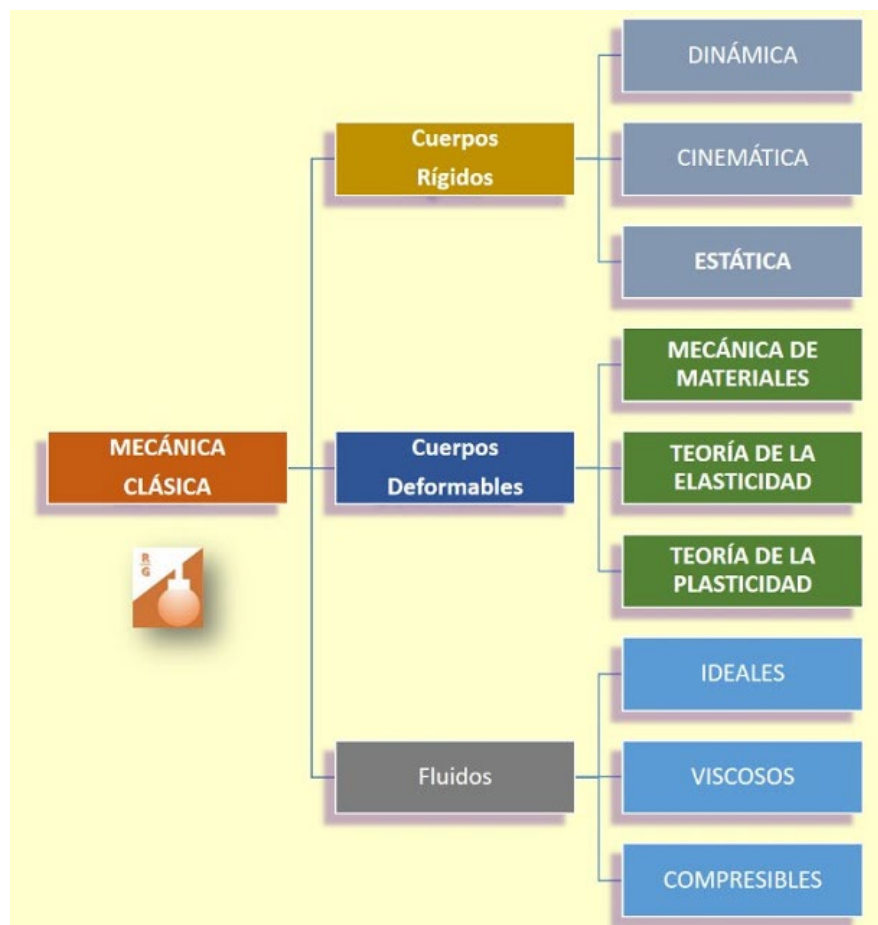 MECÁNICA
CLÁSICA
R
G
Cuerpos
Rígidos
DINÁMICA
CINEMÁTICA
ESTÁTICA
Cuerpos
Deformables
MECÁNICA DE
MATERIALES
TEORÍA DE LA
ELASTICIDAD
TEORÍA DE LA
PLASTICIDAD
Fluidos
IDEALES
VISCOSOS
COMPRESIBLES